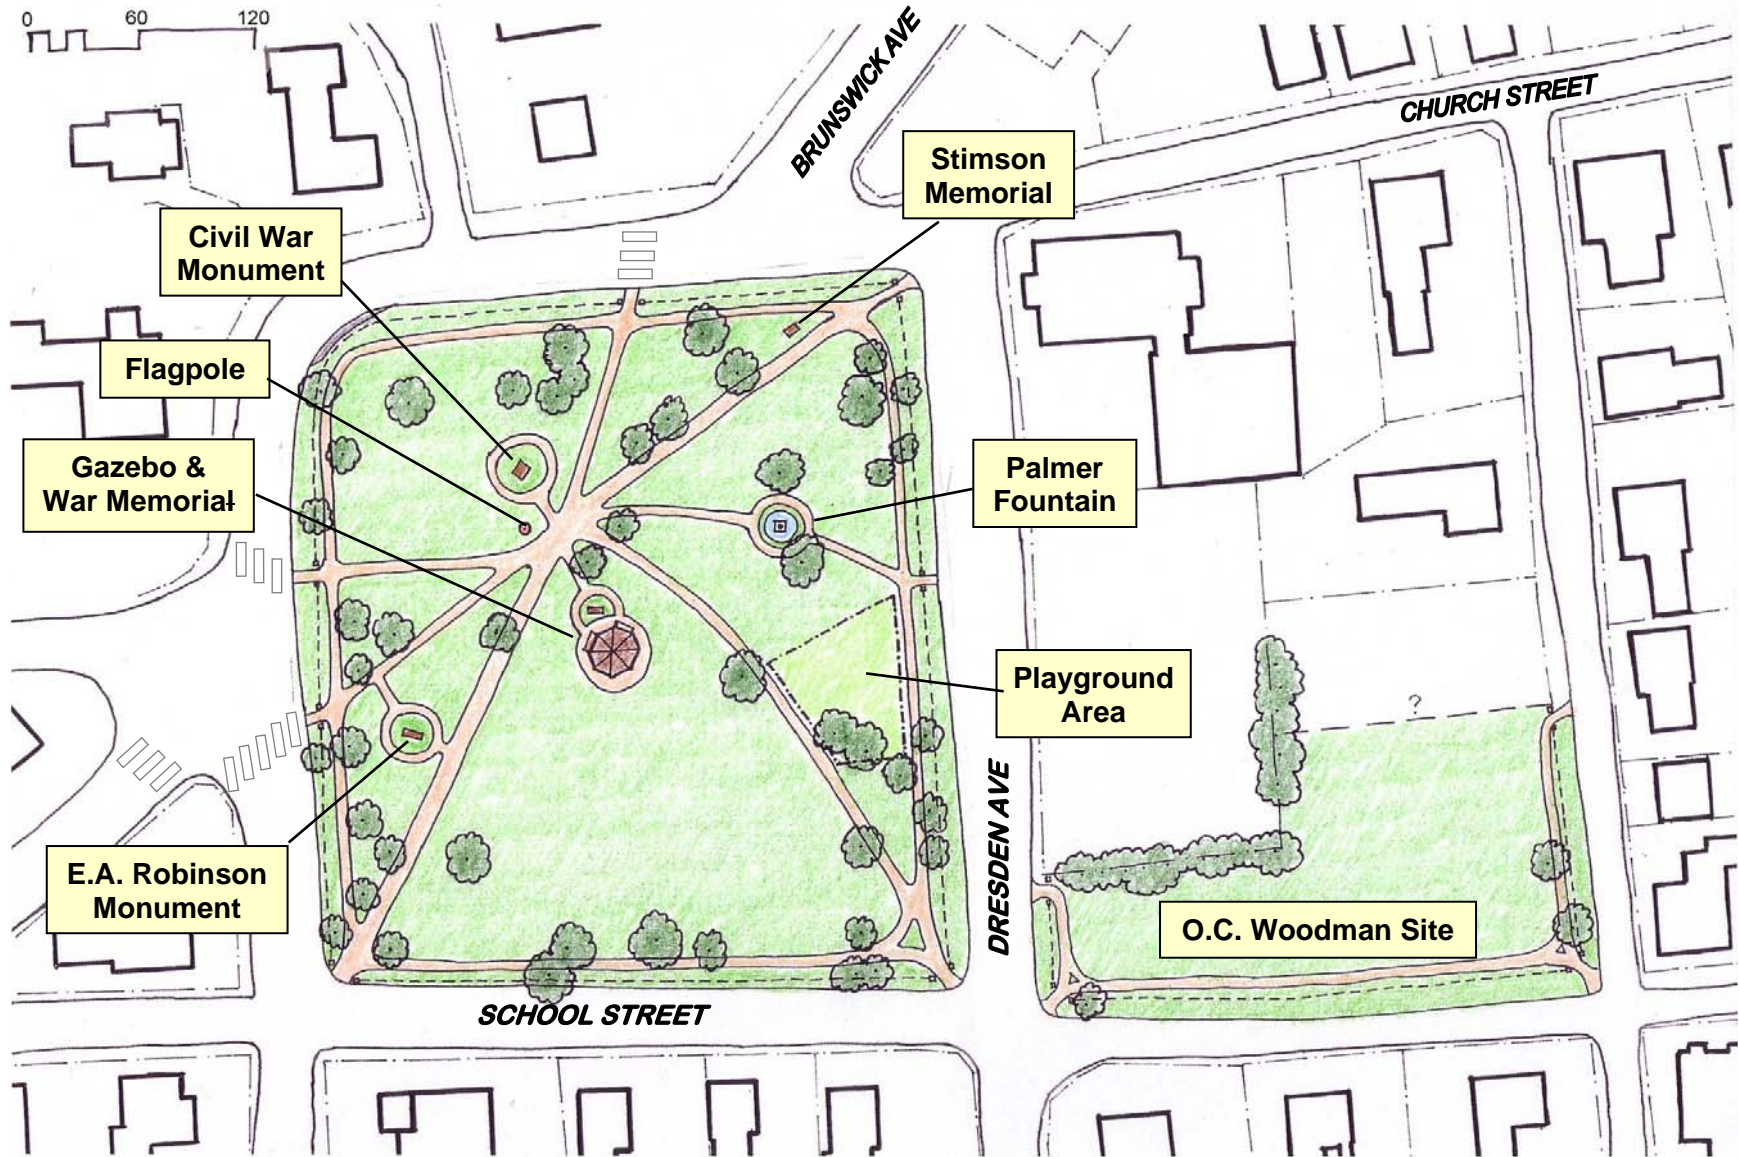 0 60 120
BRUNSWICK AVE
CHURCH STREET
Stimson
Memorial
Civil War
Monument
Flagpole
Gazebo &
War Memorial
Palmer
Fountain
Playground
Area
?
E.A. Robinson
Monument
DRESDEN AVE
O.C. Woodman Site
SCHOOL STREET